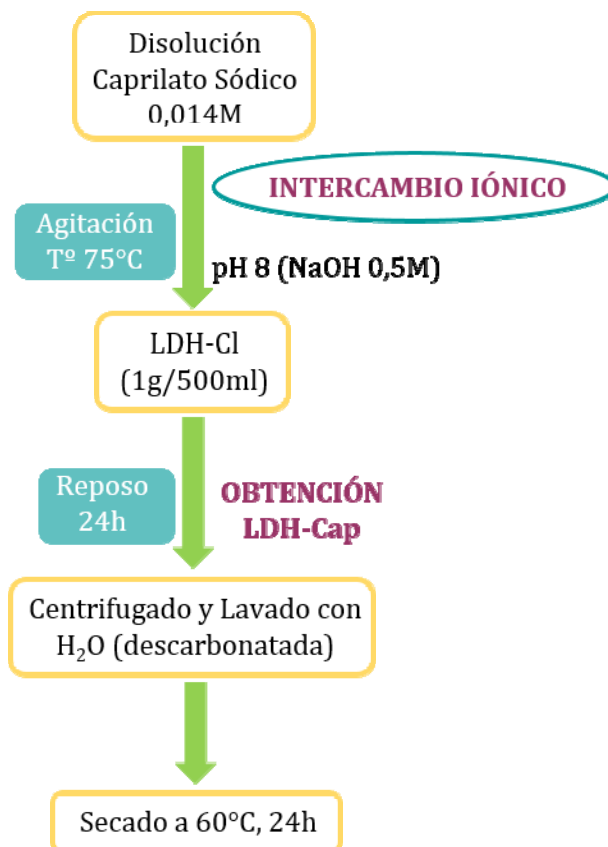 Disolución
Caprilato Sódico
0,014M
INTERCAMBIO IÓNICO
Agitación
Tº 75°C
pH 8 (NaOH 0,5M)
LDH-Cl
(1g/500ml)
Reposo
24h
OBTENCIÓN
LDH-Cap
Centrifugado y Lavado con
H₂O (descarbonatada)
Secado a 60°C, 24h